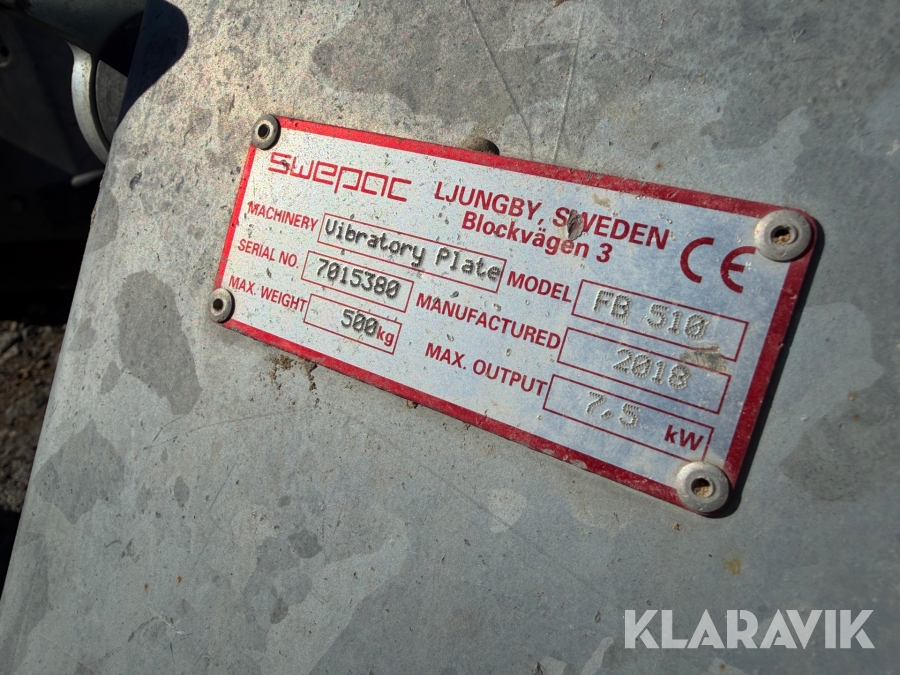 swepac LJUNGBY, SWEDEN
Blockvägen 3
CE
MACHINERY Vibratory Plate MODEL FB 510
SERIAL NO. 7015380 MANUFACTURED 2018
MAX. WEIGHT 500kg MAX. OUTPUT 7,5 kW
KLARAVIK